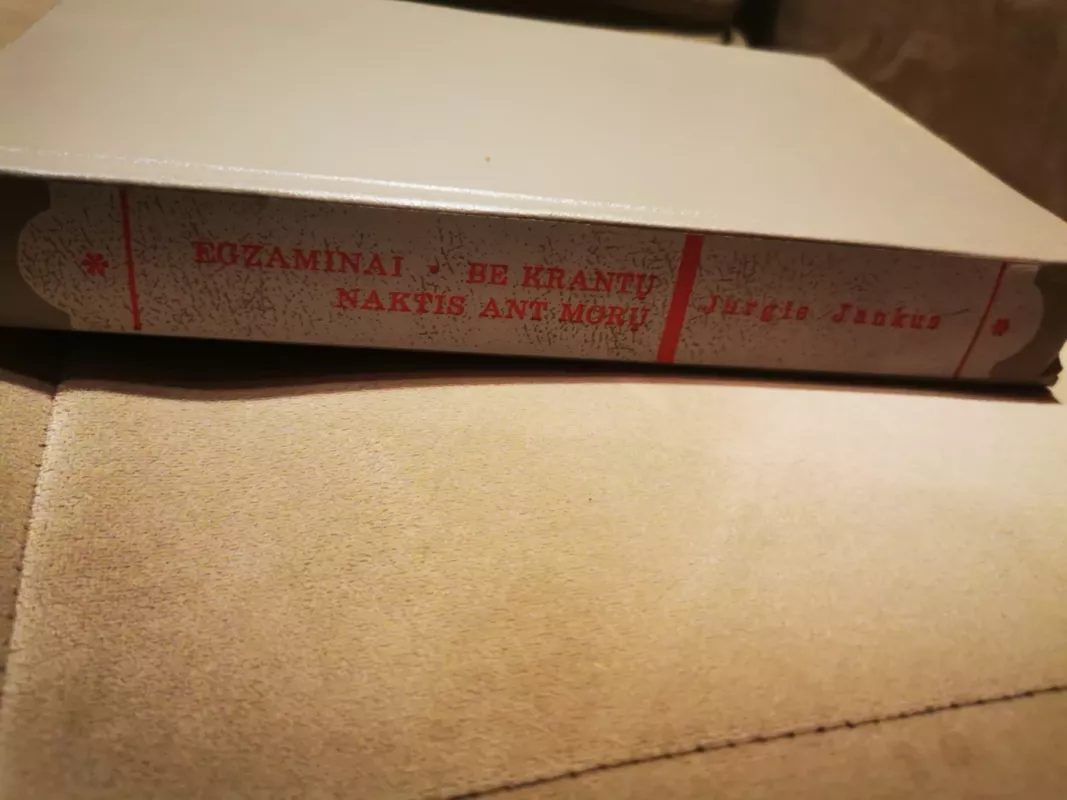 EGZAMINAI · BE KRANTŲ
NAKTIS ANT MORŲ
Jurgis Jankus